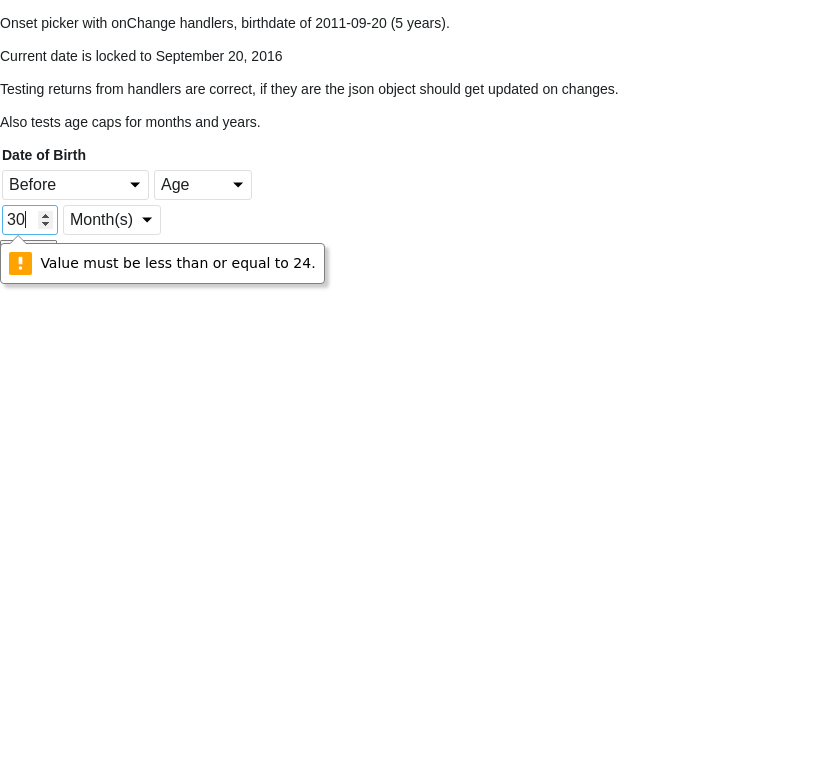 Onset picker with onChange handlers, birthdate of 2011-09-20 (5 years).
Current date is locked to September 20, 2016
Testing returns from handlers are correct, if they are the json object should get updated on changes.
Also tests age caps for months and years.
Date of Birth
Before Age
30 Month(s)
Value must be less than or equal to 24.